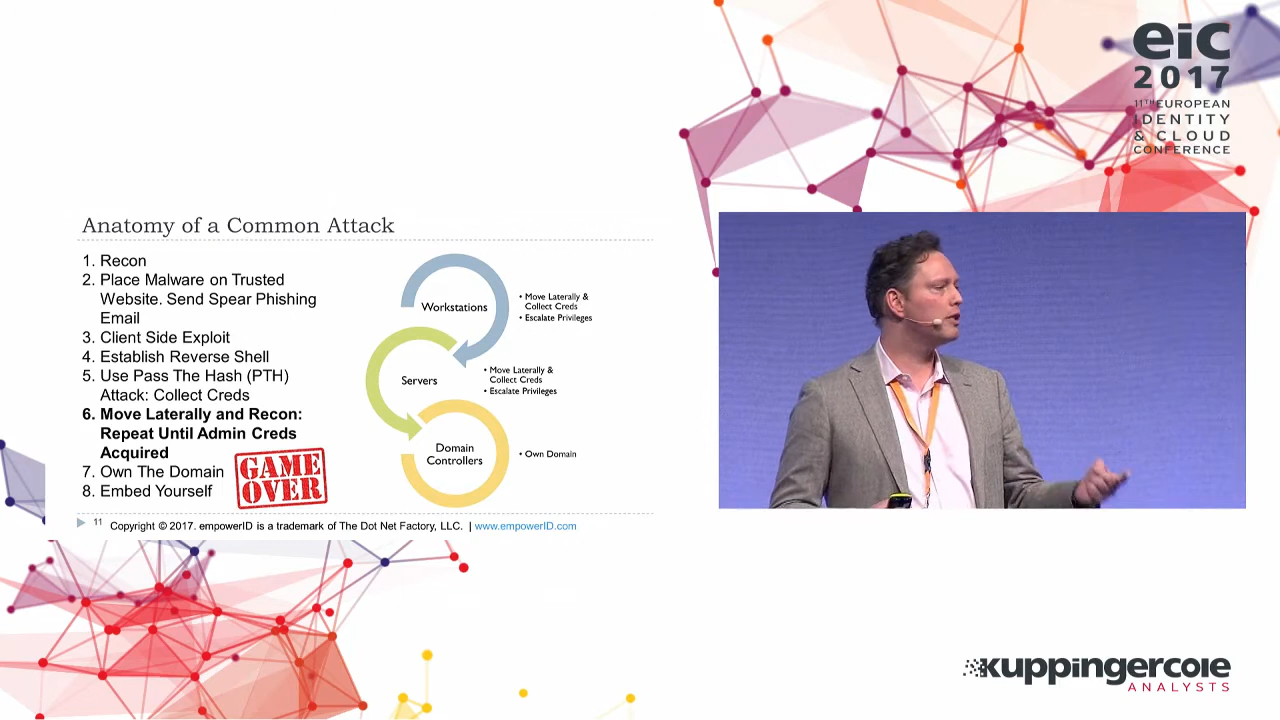 eic
2017
11TH EUROPEAN
IDENTITY
& CLOUD
CONFERENCE
Anatomy of a Common Attack
1. Recon
2. Place Malware on Trusted
Website. Send Spear Phishing
Email
3. Client Side Exploit
4. Establish Reverse Shell
5. Use Pass The Hash (PTH)
Attack: Collect Creds
6. Move Laterally and Recon:
Repeat Until Admin Creds
Acquired
7. Own The Domain
8. Embed Yourself
GAME
OVER
Workstations
• Move Laterally &
Collect Creds
• Escalate Privileges
Servers
• Move Laterally &
Collect Creds
• Escalate Privileges
Domain
Controllers
• Own Domain
11 Copyright © 2017. empowerID is a trademark of The Dot Net Factory, LLC. | www.empowerID.com
kuppingercole
ANALYSTS